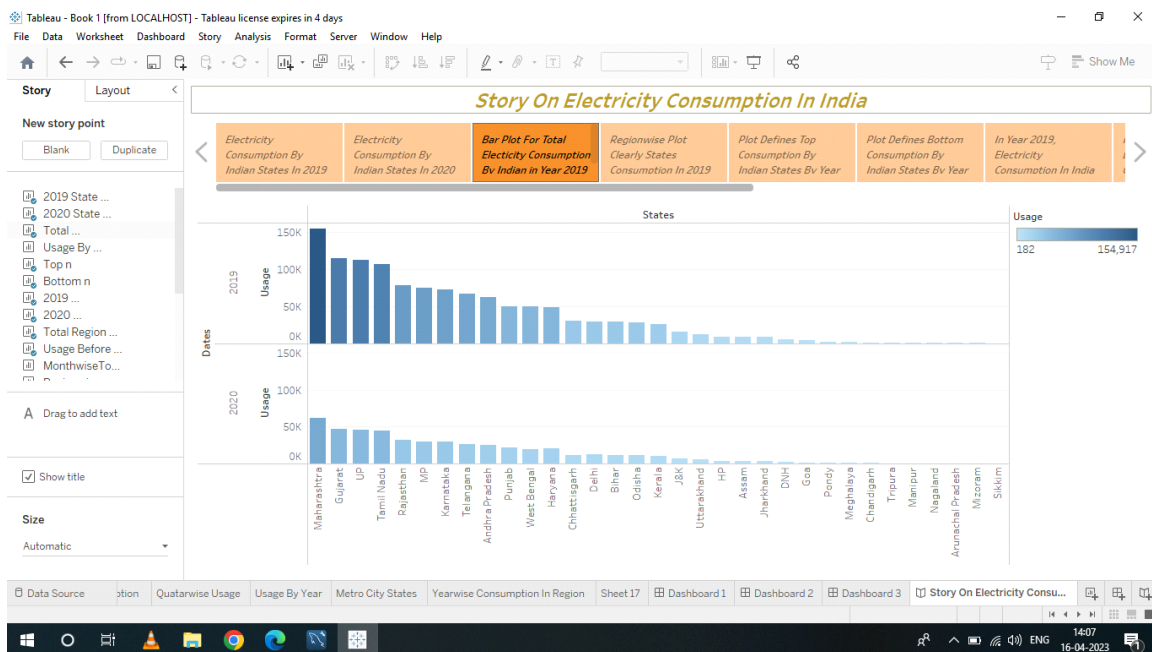 Tableau - Book 1 [from LOCALHOST] - Tableau license expires in 4 days
File Data Worksheet Dashboard Story Analysis Format Server Window Help
Show Me
Story Layout <
New story point
Blank Duplicate
2019 State ...
2020 State ...
Total ...
Usage By ...
Top n
Bottom n
2019 ...
2020 ...
Total Region ...
Usage Before ...
MonthwiseTo...
A Drag to add text
Show title
Size
Automatic
Story On Electricity Consumption In India
Electricity
Consumption By
Indian States In 2019
Electricity
Consumption By
Indian States In 2020
Bar Plot For Total
Electicity Consumption
By Indian in Year 2019
Regionwise Plot
Clearly States
Consumption In 2019
Plot Defines Top
Consumption By
Indian States By Year
Plot Defines Bottom
Consumption By
Indian States By Year
In Year 2019,
Electricity
Consumption In India
States
Dates
2019
Usage
150K
100K
50K
0K
2020
Usage
150K
100K
50K
0K
Maharashtra
Gujarat
UP
Tamil Nadu
Rajasthan
MP
Karnataka
Telangana
Andhra Pradesh
Punjab
West Bengal
Haryana
Chhattisgarh
Delhi
Bihar
Odisha
Kerala
J&K
Uttarakhand
HP
Assam
Jharkhand
DNH
Goa
Pondy
Meghalaya
Chandigarh
Tripura
Manipur
Nagaland
Arunachal Pradesh
Mizoram
Sikkim
Usage
182 154,917
Data Source ption Quatarwise Usage Usage By Year Metro City States Yearwise Consumption In Region Sheet 17 Dashboard 1 Dashboard 2 Dashboard 3 Story On Electricity Consu...
ENG
14:07
16-04-2023
1